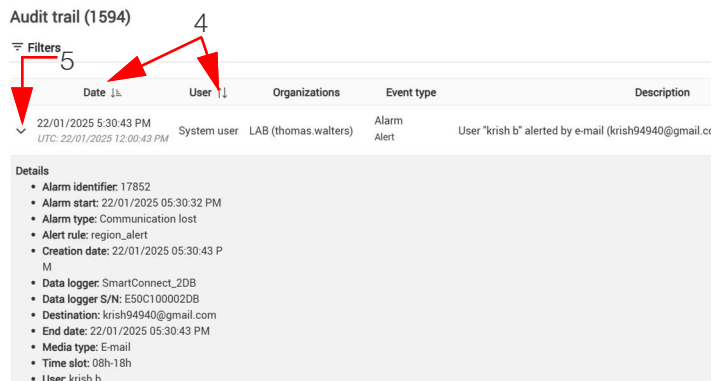 Audit trail (1594)
4
Filters
5
Date User Organizations Event type Description
22/01/2025 5:30:43 PM
UTC: 22/01/2025 12:00:43 PM
System user LAB (thomas.walters)
Alarm
Alert
User "krish b" alerted by e-mail (krish94940@gmail.co
Details
• Alarm identifier: 17852
• Alarm start: 22/01/2025 05:30:32 PM
• Alarm type: Communication lost
• Alert rule: region_alert
• Creation date: 22/01/2025 05:30:43 P
M
• Data logger: SmartConnect_2DB
• Data logger S/N: E50C100002DB
• Destination: krish94940@gmail.com
• End date: 22/01/2025 05:30:43 PM
• Media type: E-mail
• Time slot: 08h-18h
• User: krish b